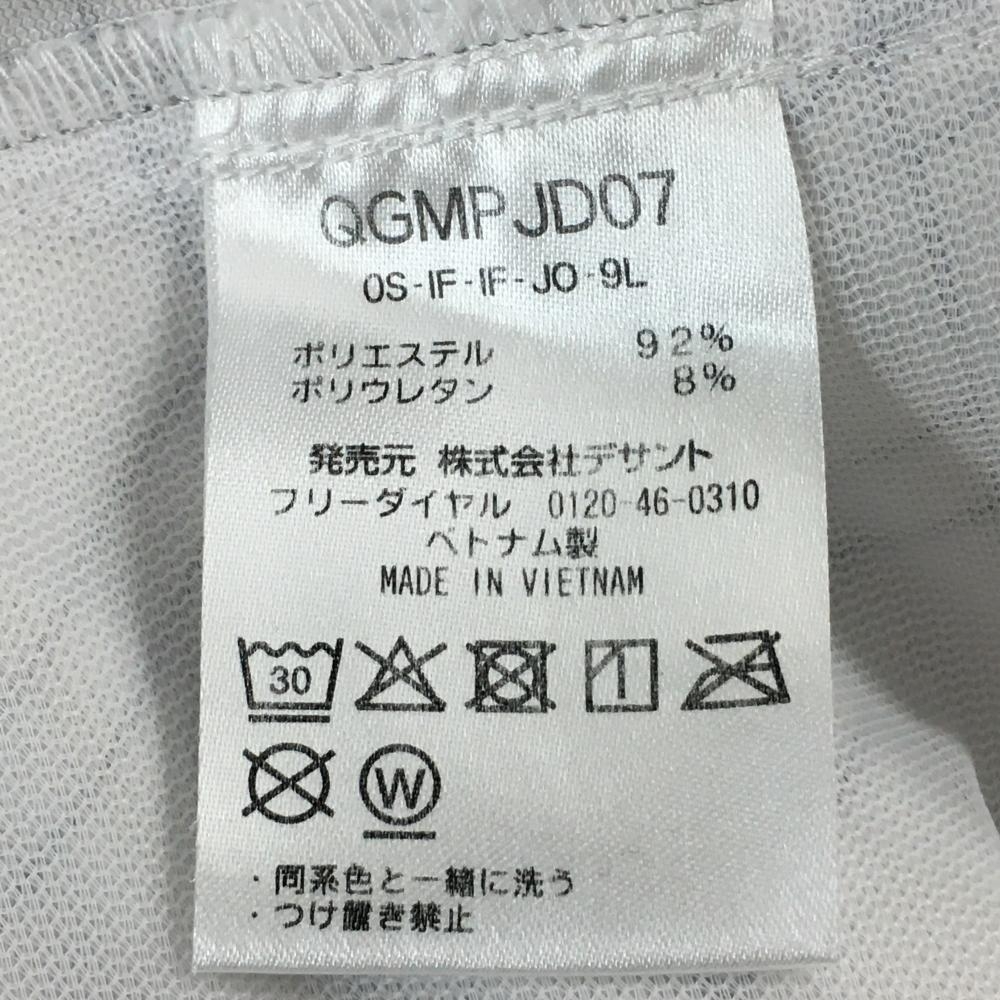 QGMPJD07
0S-IF-IF-JO-9L
ポリエステル 92%
ポリウレタン 8%
発売元 株式会社デサント
フリーダイヤル 0120-46-0310
ベトナム製
MADE IN VIETNAM
30
W
・同系色と一緒に洗う
・つけ置き禁止